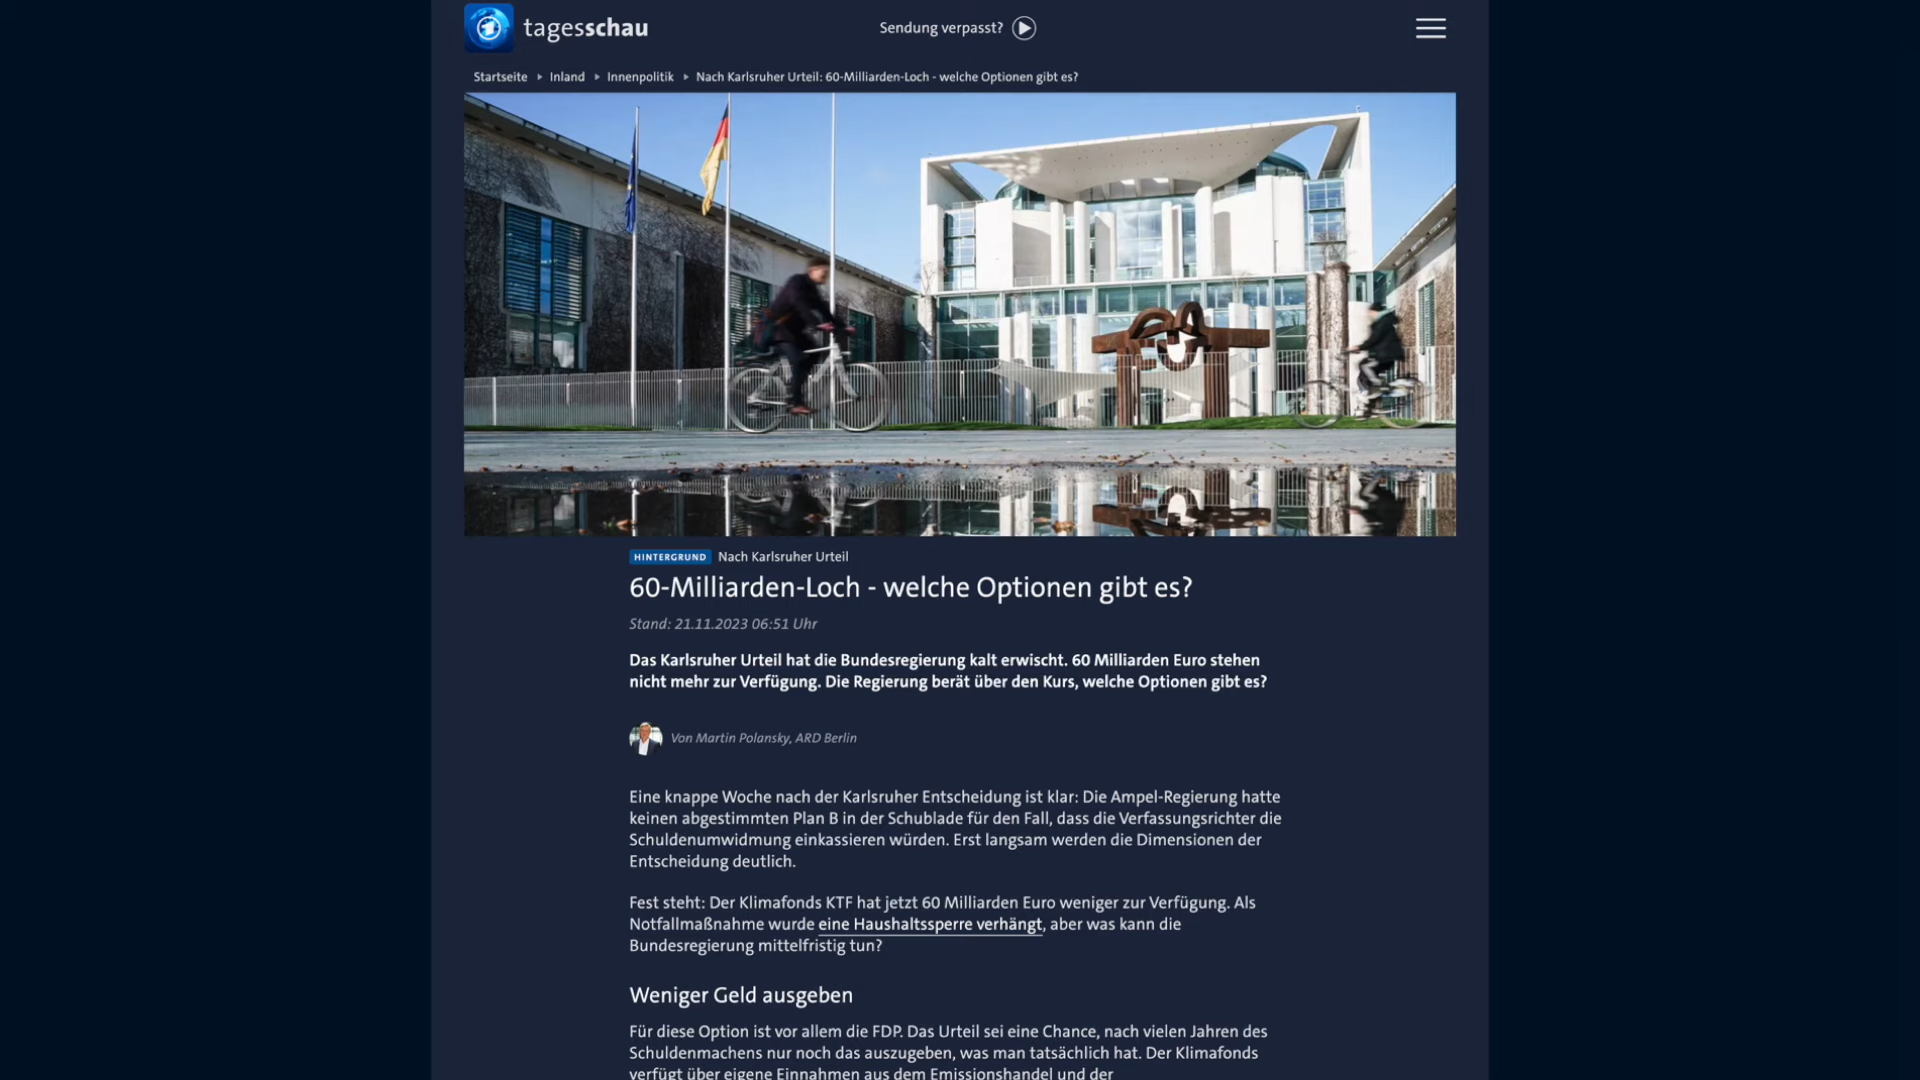 tagesschau
Sendung verpasst?
Startseite Inland Innenpolitik Nach Karlsruher Urteil: 60-Milliarden-Loch - welche Optionen gibt es?
HINTERGRUND Nach Karlsruher Urteil
60-Milliarden-Loch - welche Optionen gibt es?
Stand: 21.11.2023 06:51 Uhr
Das Karlsruher Urteil hat die Bundesregierung kalt erwischt. 60 Milliarden Euro stehen
nicht mehr zur Verfügung. Die Regierung berät über den Kurs, welche Optionen gibt es?
Von Martin Polansky, ARD Berlin
Eine knappe Woche nach der Karlsruher Entscheidung ist klar: Die Ampel-Regierung hatte
keinen abgestimmten Plan B in der Schublade für den Fall, dass die Verfassungsrichter die
Schuldenumwidmung einkassieren würden. Erst langsam werden die Dimensionen der
Entscheidung deutlich.
Fest steht: Der Klimafonds KTF hat jetzt 60 Milliarden Euro weniger zur Verfügung. Als
Notfallmaßnahme wurde eine Haushaltssperre verhängt, aber was kann die
Bundesregierung mittelfristig tun?
Weniger Geld ausgeben
Für diese Option ist vor allem die FDP. Das Urteil sei eine Chance, nach vielen Jahren des
Schuldenmachens nur noch das auszugeben, was man tatsächlich hat. Der Klimafonds
verfügt über eigene Einnahmen aus dem Emissionshandel und der